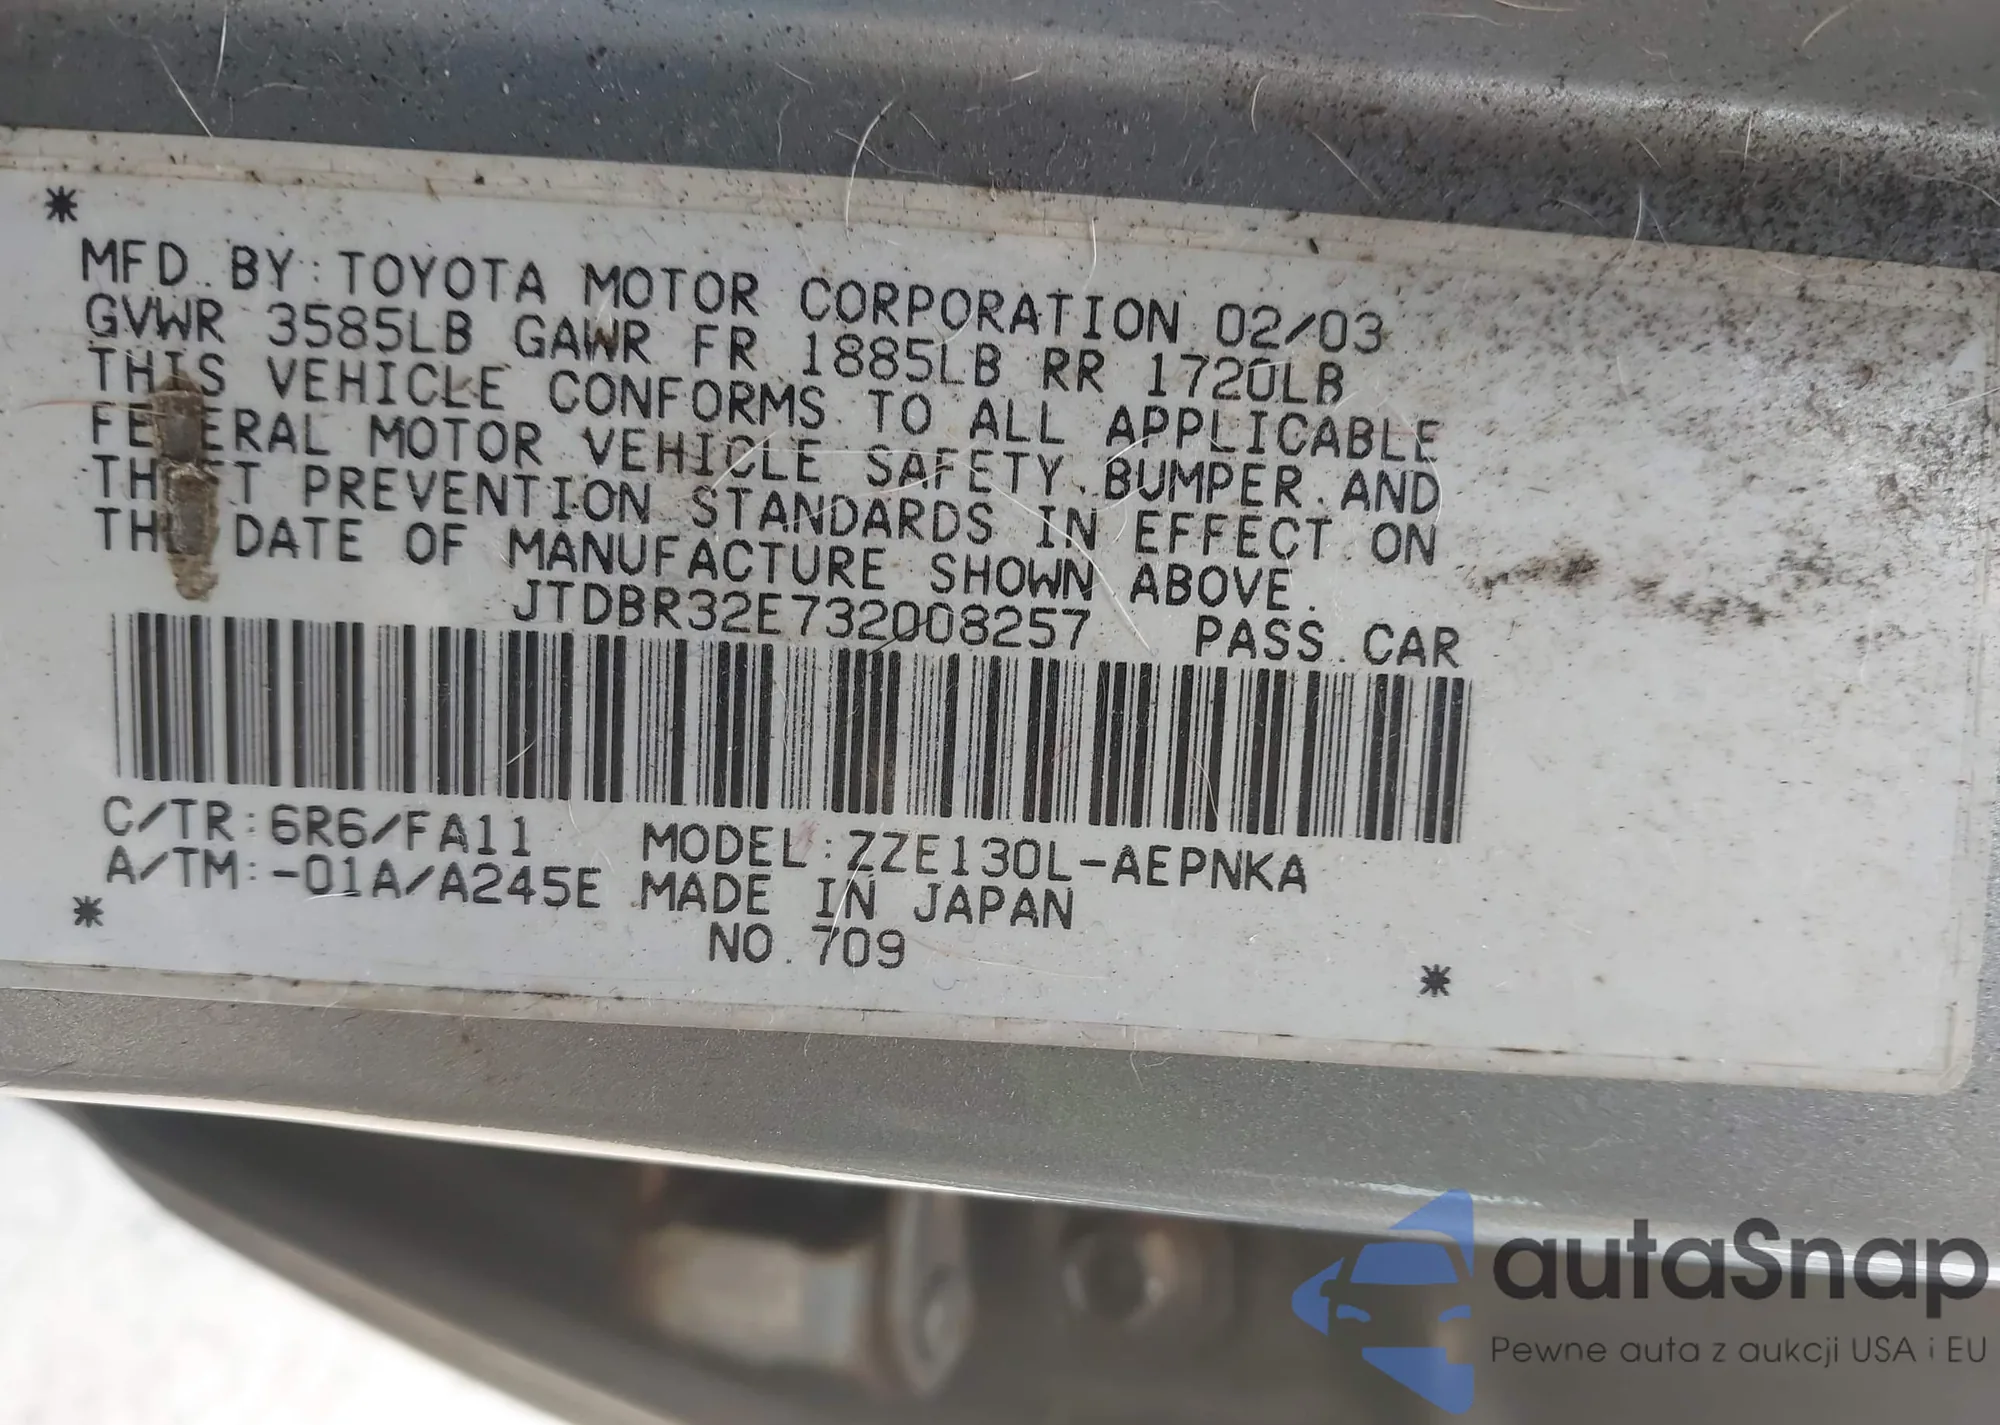 MFD. BY: TOYOTA MOTOR CORPORATION 02/03
GVWR 3585LB GAWR FR 1885LB RR 1720LB
THIS VEHICLE CONFORMS TO ALL APPLICABLE
MOTOR VEHICLE SAFETY, BUMPER, AND
PREVENTION STANDARDS IN EFFECT ON
DATE OF MANUFACTURE SHOWN ABOVE.
JTDBR32E732008257 PASS. CAR
C/TR:6R6/FA11 MODEL:ZZE130L-AEPNKA
A/TM:-01A/A245E MADE IN JAPAN
NO.709
autaSnap
Pewne auta z aukcji USA i EU